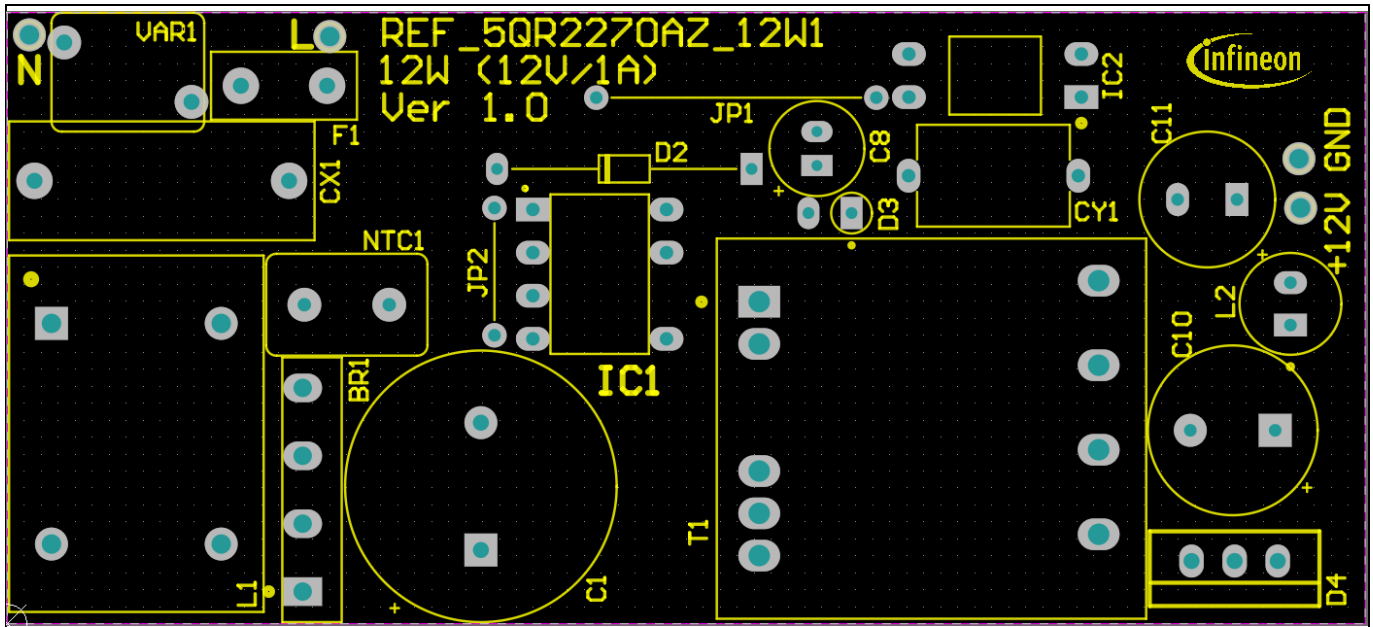 N
VAR1
L
REF_5QR2270AZ_12W1
12W (12V/1A)
Ver 1.0
F1
CX1
JP1
IC2
infineon
C8
C11
GND
+12V
D2
D3
CY1
NTC1
JP2
IC1
L2
C10
BR1
L1
C1
T1
D4
+
+
+
+